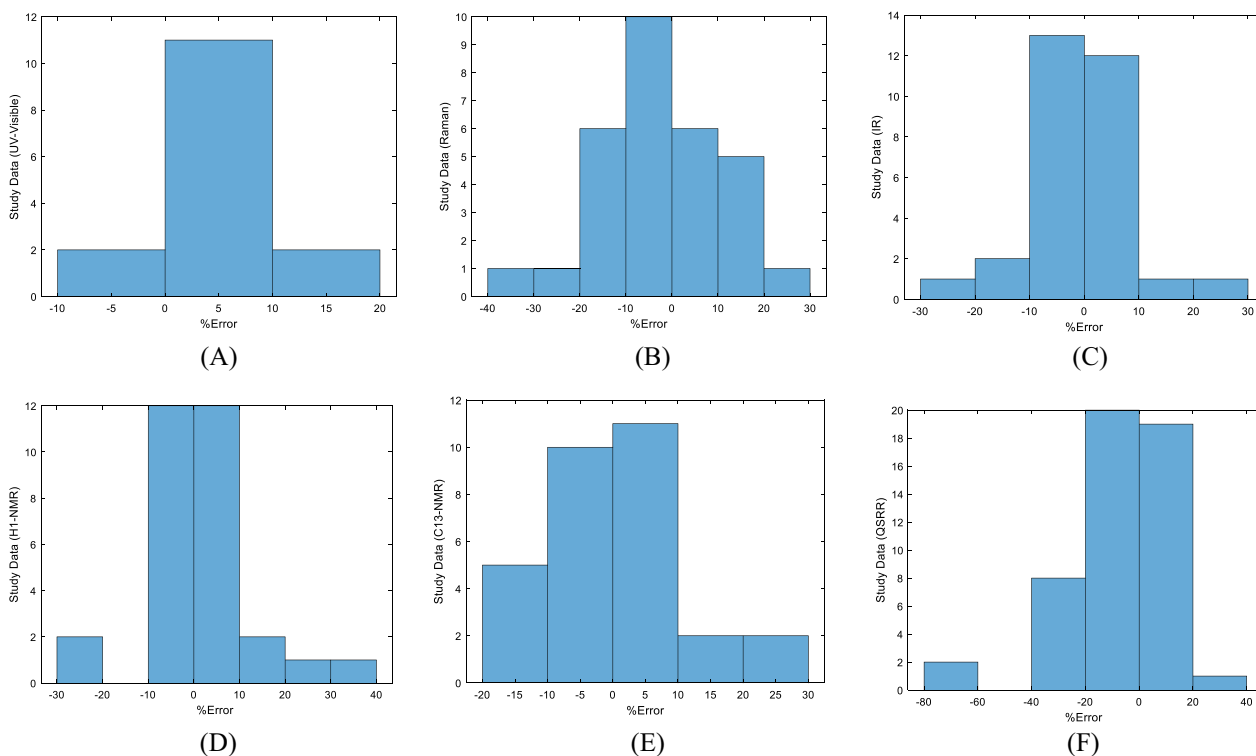 12
10
8
6
4
2
0
-10 -5 0 5 10 15 20
%Error
Study Data (UV-Visible)
(A)
10
9
8
7
6
5
4
3
2
1
0
-40 -30 -20 -10 0 10 20 30
%Error
Study Data (Raman)
(B)
14
12
10
8
6
4
2
0
-30 -20 -10 0 10 20 30
%Error
Study Data (IR)
(C)
12
10
8
6
4
2
0
-30 -20 -10 0 10 20 30 40
%Error
Study Data (H1-NMR)
(D)
12
10
8
6
4
2
0
-20 -15 -10 -5 0 5 10 15 20 25 30
%Error
Study Data (C13-NMR)
(E)
20
18
16
14
12
10
8
6
4
2
0
-80 -60 -40 -20 0 20 40
%Error
Study Data (QSRR)
(F)